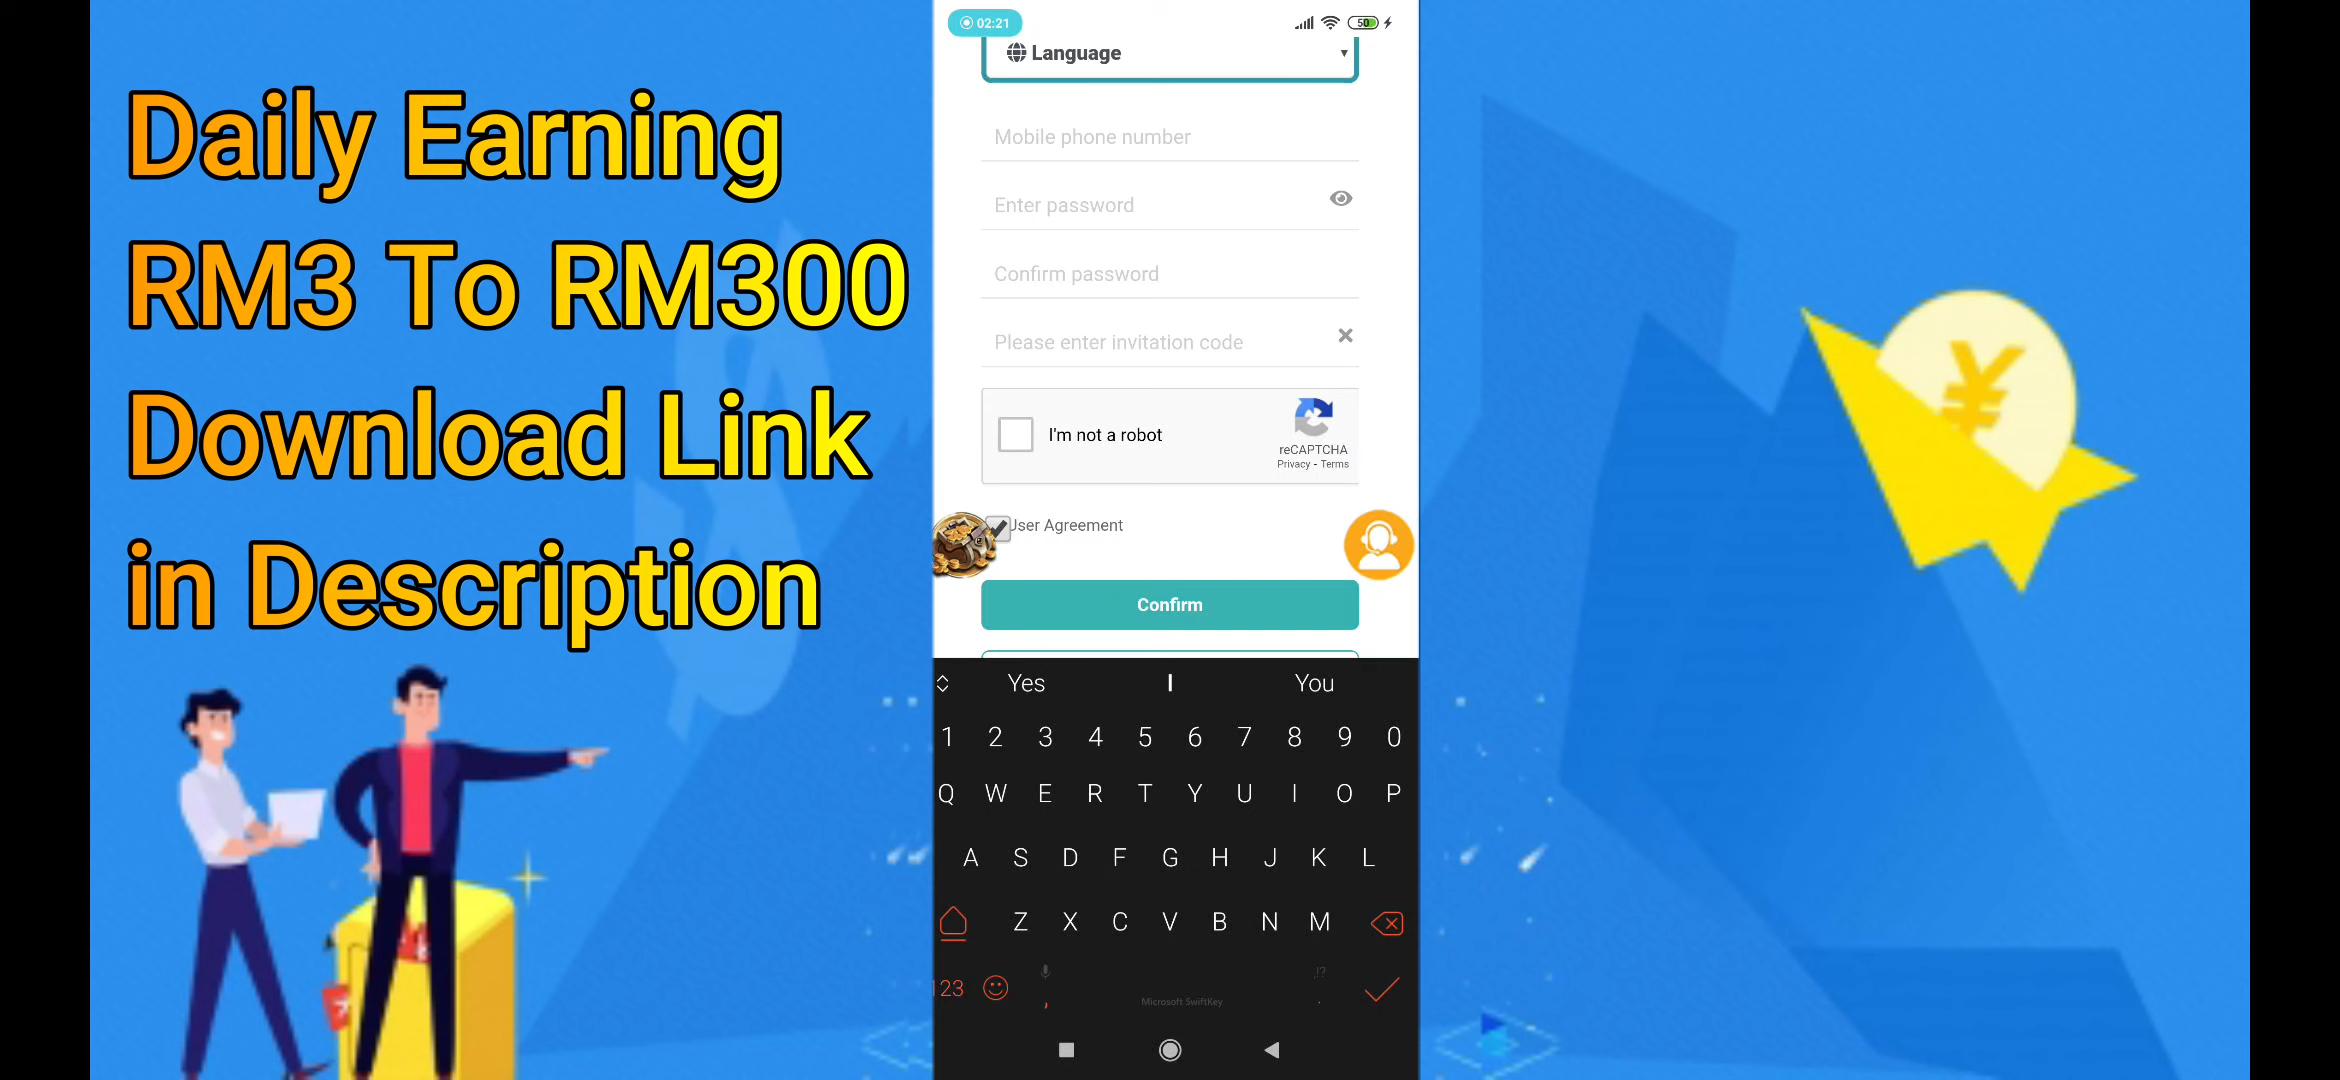 Daily Earning
RM3 To RM300
Download Link
in Description
02:21
50
Language
Mobile phone number
Enter password
Confirm password
Please enter invitation code
I'm not a robot
reCAPTCHA
Privacy - Terms
User Agreement
Confirm
Yes I You
1 2 3 4 5 6 7 8 9 0
Q W E R T Y U I O P
A S D F G H J K L
Z X C V B N M
123 , Microsoft SwiftKey ,!? .
¥